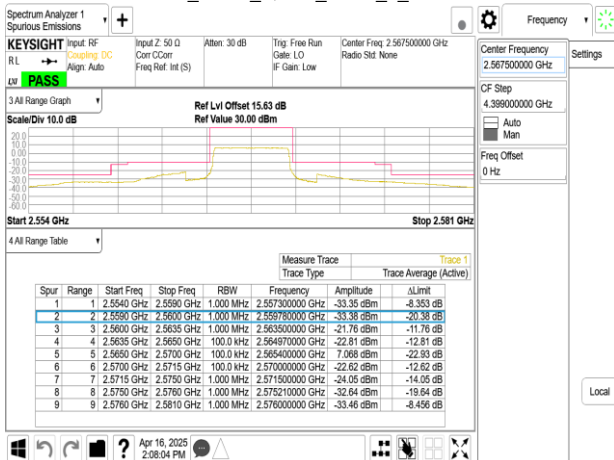 Spectrum Analyzer 1
Spurious Emissions
Frequency
KEYSIGHT Input: RF Input Z: 50 Ω Atten: 30 dB Trig: Free Run Center Freq: 2.567500000 GHz
RL Coupling: DC Corr CCorr Gate: LO Radio Std: None
Align: Auto Freq Ref: Int (S) IF Gain: Low
LXI PASS
Center Frequency
2.567500000 GHz
Settings
CF Step
4.399000000 GHz
Auto
Man
Freq Offset
0 Hz
3 All Range Graph
Ref Lvl Offset 15.63 dB
Scale/Div 10.0 dB Ref Value 30.00 dBm
20.0
10.0
0.00
-10.0
-20.0
-30.0
-40.0
-50.0
-60.0
Start 2.554 GHz Stop 2.581 GHz
4 All Range Table
Measure Trace Trace 1
Trace Type Trace Average (Active)
Spur Range Start Freq Stop Freq RBW Frequency Amplitude ΔLimit
1 1 2.5540 GHz 2.5590 GHz 1.000 MHz 2.557300000 GHz -33.35 dBm -8.353 dB
2 2 2.5590 GHz 2.5600 GHz 1.000 MHz 2.559780000 GHz -33.38 dBm -20.38 dB
3 3 2.5600 GHz 2.5635 GHz 1.000 MHz 2.563500000 GHz -21.76 dBm -11.76 dB
4 4 2.5635 GHz 2.5650 GHz 100.0 kHz 2.564970000 GHz -22.81 dBm -12.81 dB
5 5 2.5650 GHz 2.5700 GHz 100.0 kHz 2.565400000 GHz 7.068 dBm -22.93 dB
6 6 2.5700 GHz 2.5715 GHz 100.0 kHz 2.570000000 GHz -22.62 dBm -12.62 dB
7 7 2.5715 GHz 2.5750 GHz 1.000 MHz 2.571500000 GHz -24.05 dBm -14.05 dB
8 8 2.5750 GHz 2.5760 GHz 1.000 MHz 2.575210000 GHz -32.64 dBm -19.64 dB
9 9 2.5760 GHz 2.5810 GHz 1.000 MHz 2.576000000 GHz -33.46 dBm -8.456 dB
Local
Apr 16, 2025
2:08:04 PM